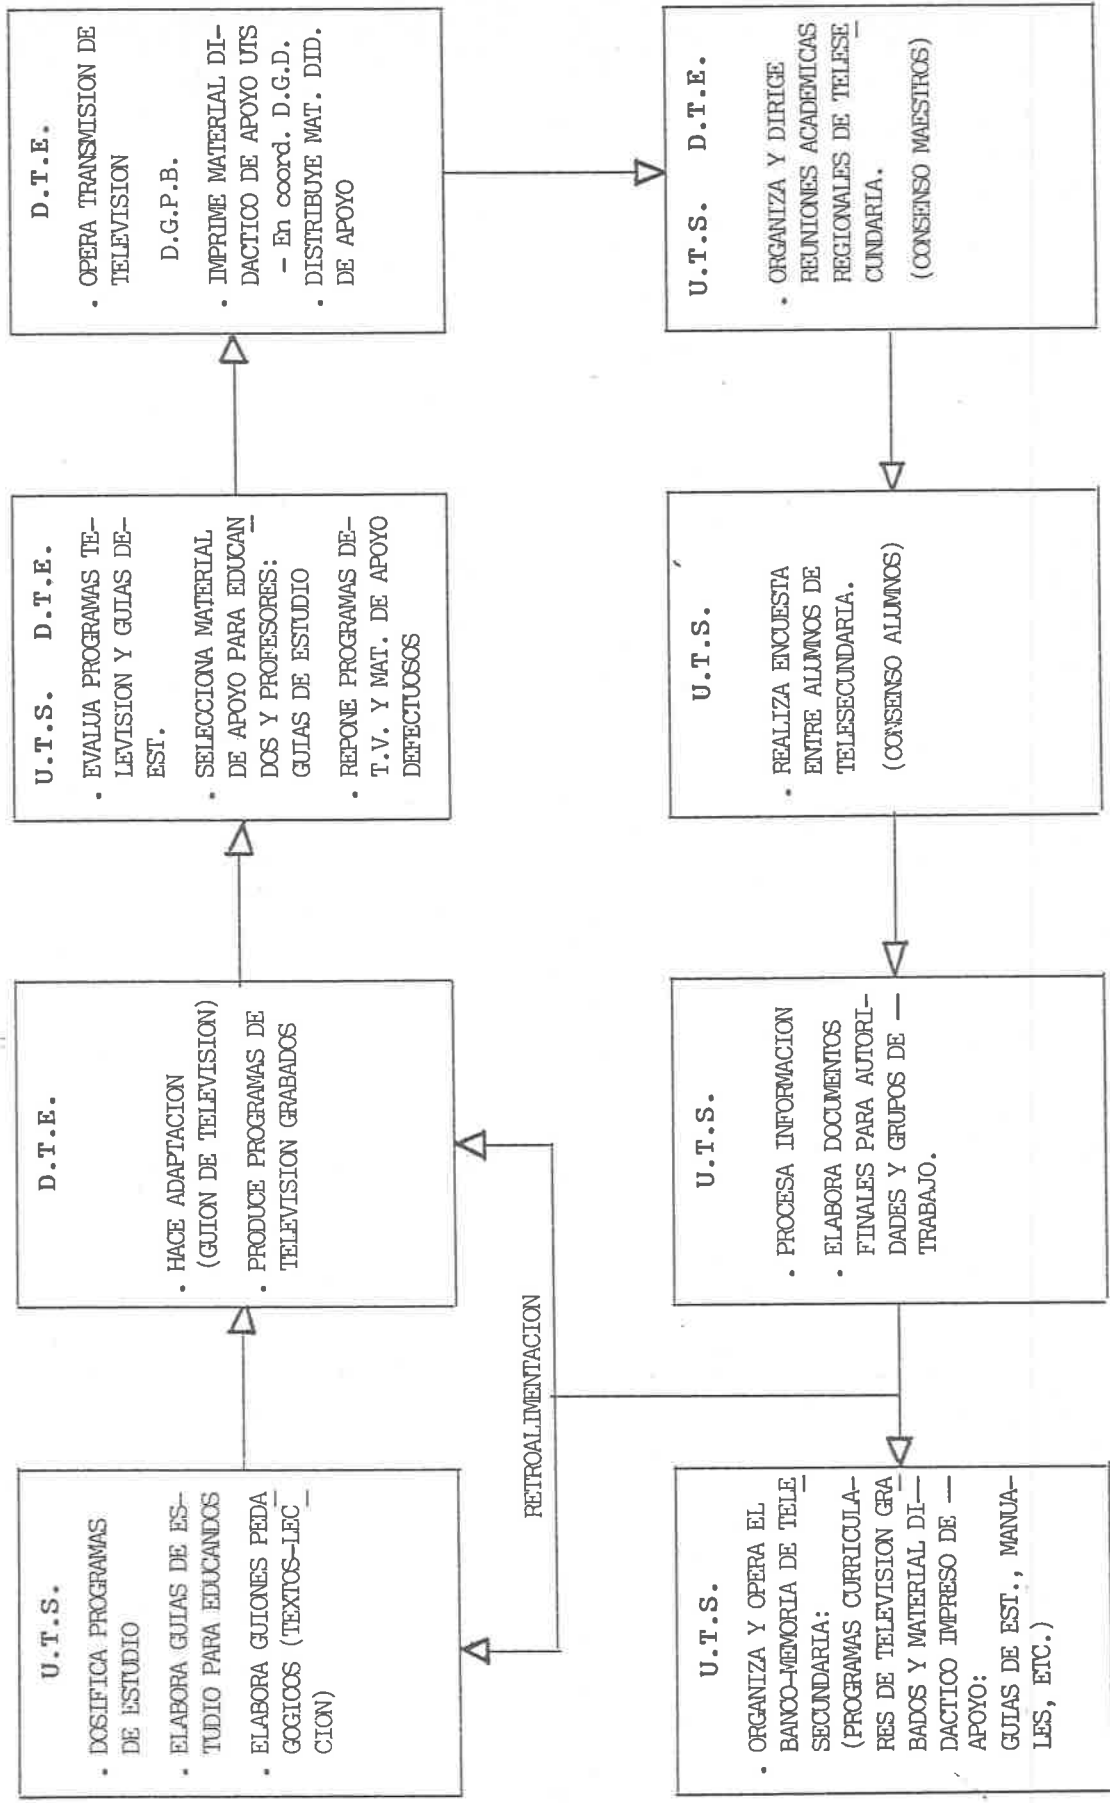 U.T.S.
. DOSIFICA PROGRAMAS
DE ESTUDIO
. ELABORA GUIAS DE ES-
TUDIO PARA EDUCANDOS
. ELABORA GUIONES PEDA
GOGICOS (TEXTOS-LEC
CION)
D.T.E.
. HACE ADAPTACION
(GUION DE TELEVISION)
. PRODUCE PROGRAMAS DE
TELEVISION GRABADOS
U.T.S. D.T.E.
. EVALUA PROGRAMAS TE-
LEVISION Y GUIAS DE-
EST.
. SELECCIONA MATERIAL
DE APOYO PARA EDUCAN
DOS Y PROFESORES:
GUIAS DE ESTUDIO
. REPONE PROGRAMAS DE-
T.V. Y MAT. DE APOYO
DEFECTUOSOS
D.T.E.
. OPERA TRANSMISION DE
TELEVISION
D.G.P.B.
. IMPRIME MATERIAL DI-
DACTICO DE APOYO UTS
- En coord. D.G.D.
. DISTRIBUYE MAT. DID.
DE APOYO
RETROALIMENTACION
U.T.S.
. ORGANIZA Y OPERA EL
BANCO-MEMORIA DE TELE
SECUNDARIA:
(PROGRAMAS CURRICULA-
RES DE TELEVISION GRA
BADOS Y MATERIAL DI—
DACTICO IMPRESO DE —
APOYO:
GUIAS DE EST., MANUA-
LES, ETC.)
U.T.S.
. PROCESA INFORMACION
. ELABORA DOCUMENTOS
FINALES PARA AUTORI-
DADES Y GRUPOS DE —
TRABAJO.
U.T.S.
. REALIZA ENCUESTA
ENTRE ALUMNOS DE
TELESECUNDARIA.
(CONSENSO ALUMNOS)
U.T.S. D.T.E.
. ORGANIZA Y DIRIGE
REUNIONES ACADEMICAS
REGIONALES DE TELESE
CUNDARIA.
(CONSENSO MAESTROS)